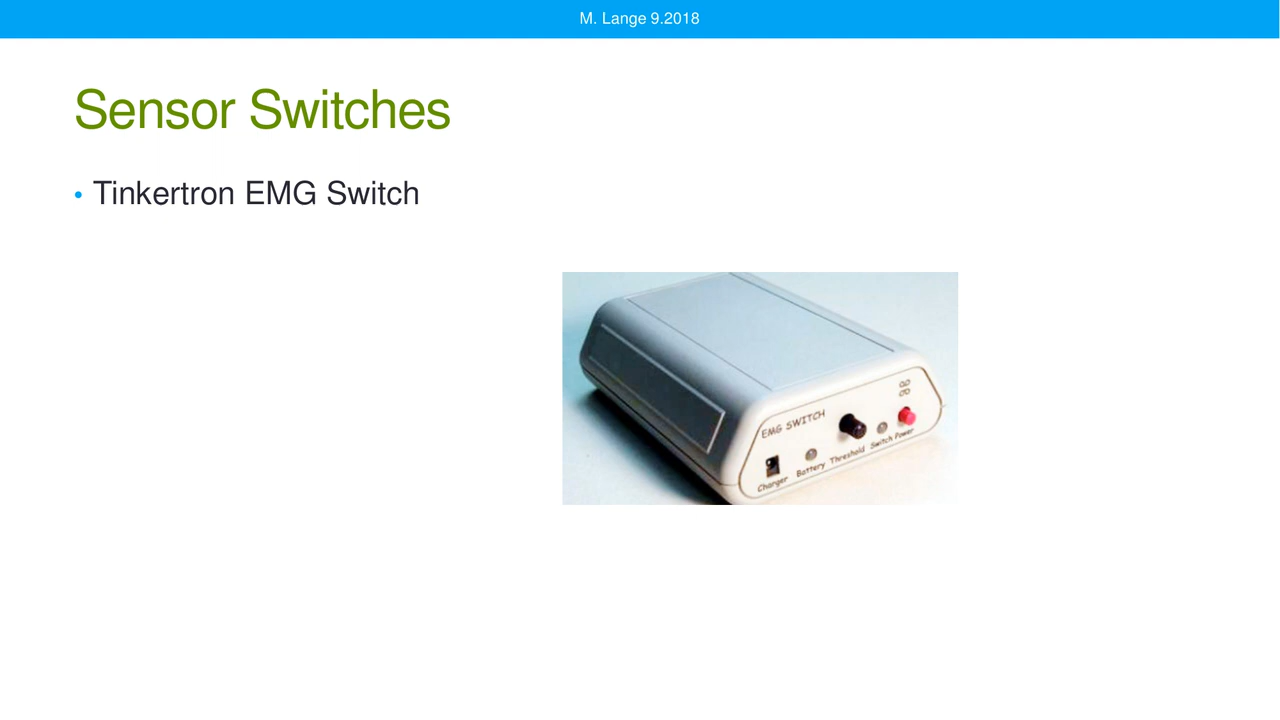 M. Lange 9.2018
Sensor Switches
• Tinkertron EMG Switch
EMG SWITCH
Charger Battery Threshold Switch Power